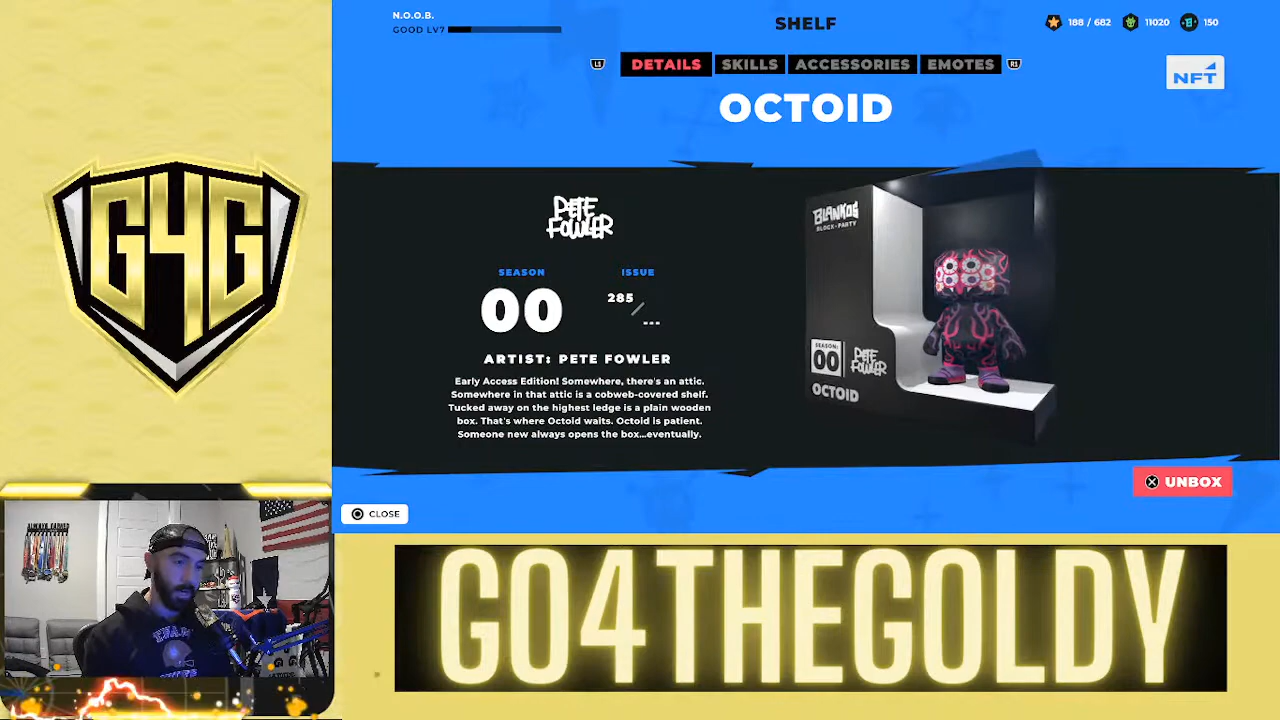 N.O.O.B.
GOOD LV7
SHELF
188 / 682
11020
150
L1
DETAILS
SKILLS
ACCESSORIES
EMOTES
R1
NFT
OCTOID
PETE
FOWLER
SEASON
ISSUE
00
285 / ---
ARTIST: PETE FOWLER
Early Access Edition! Somewhere, there's an attic.
Somewhere in that attic is a cobweb-covered shelf.
Tucked away on the highest ledge is a plain wooden
box. That's where Octoid waits. Octoid is patient.
Someone new always opens the box...eventually.
BLANKOS
BLOCK•PARTY
SEASON:
00
PETE
FOWLER
OCTOID
UNBOX
CLOSE
G4G
GO4THEGOLDY